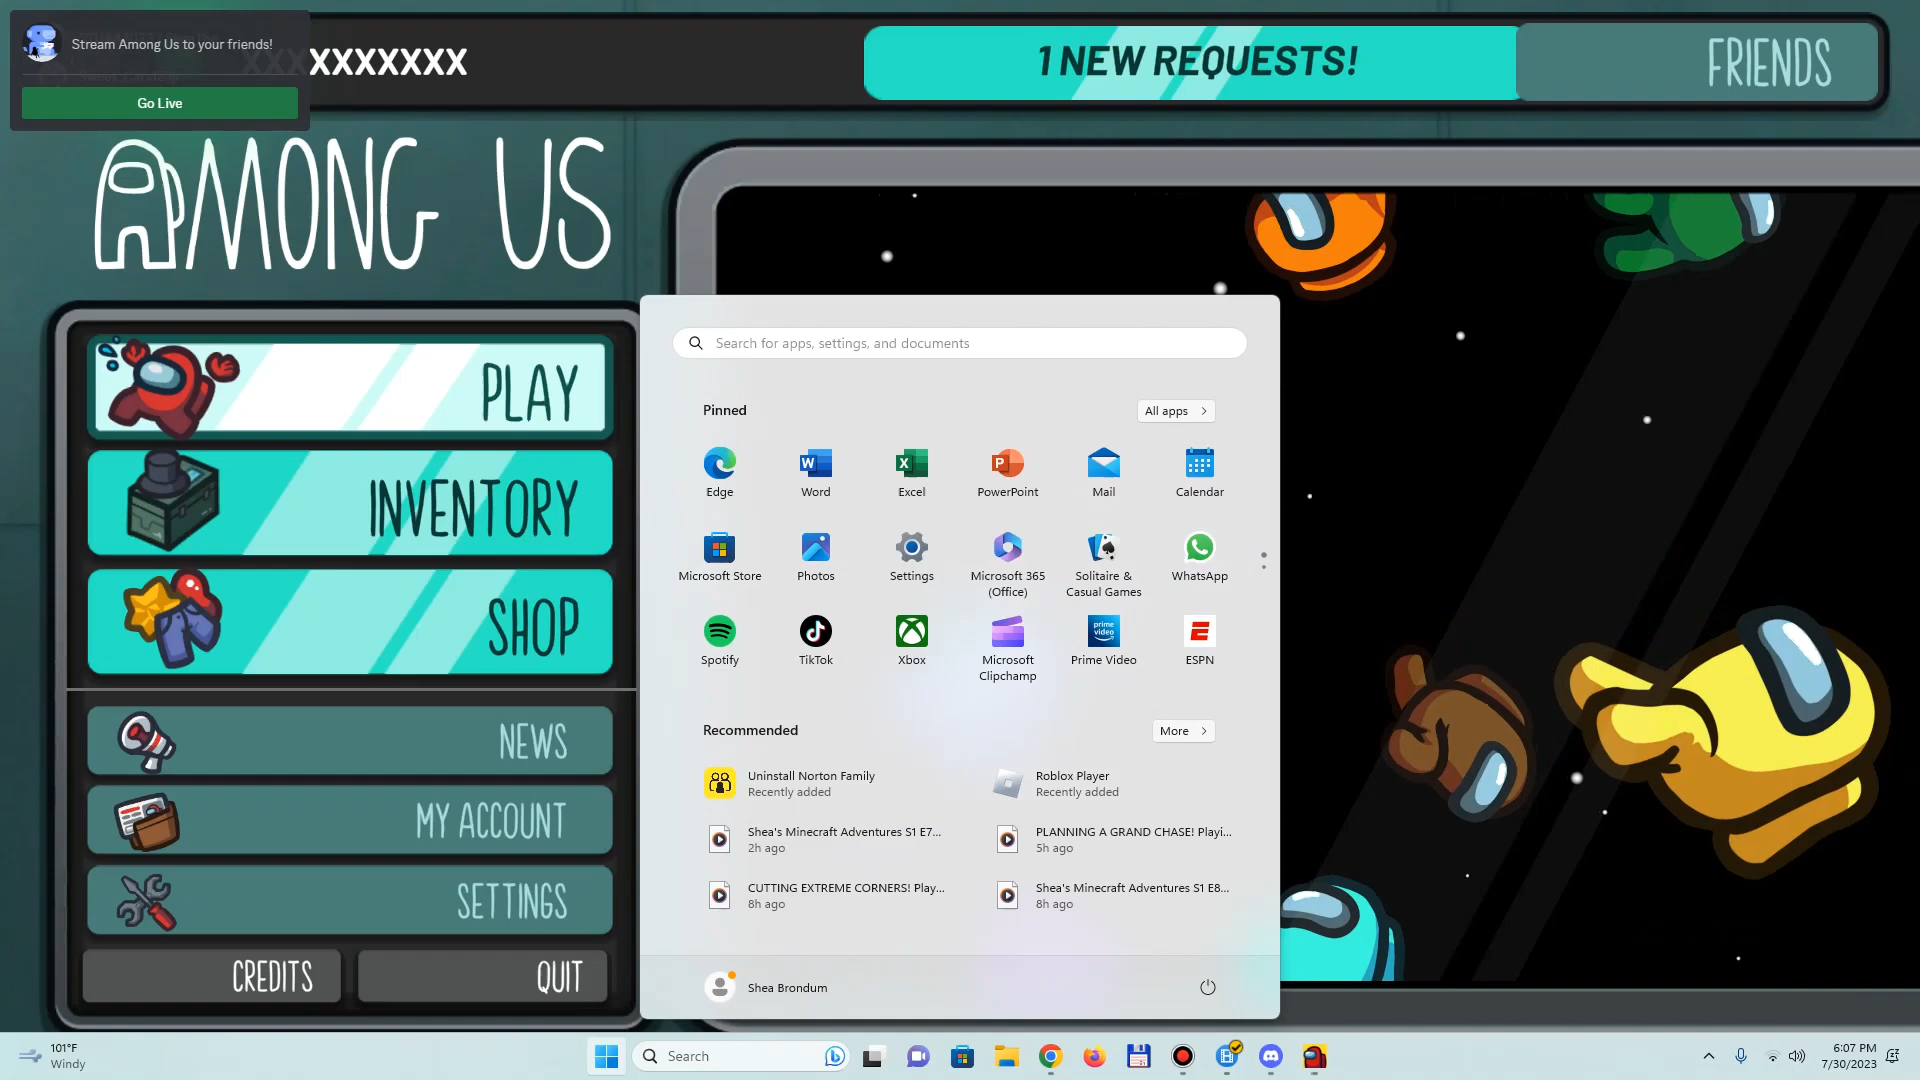 Stream Among Us to your friends!
Go Live
XXXXXXXXXX
1 NEW REQUESTS!
FRIENDS
AMONG US
PLAY
INVENTORY
SHOP
NEWS
MY ACCOUNT
SETTINGS
CREDITS
QUIT
Search for apps, settings, and documents
Pinned
All apps
Edge
Word
Excel
PowerPoint
Mail
Calendar
Microsoft Store
Photos
Settings
Microsoft 365
(Office)
Solitaire &
Casual Games
WhatsApp
Spotify
TikTok
Xbox
Microsoft
Clipchamp
prime
video
Prime Video
ESPN
Recommended
More
Uninstall Norton Family
Recently added
Roblox Player
Recently added
Shea's Minecraft Adventures S1 E7...
2h ago
PLANNING A GRAND CHASE! Playi...
5h ago
CUTTING EXTREME CORNERS! Play...
8h ago
Shea's Minecraft Adventures S1 E8...
8h ago
Shea Brondum
101°F
Windy
Search
6:07 PM
7/30/2023